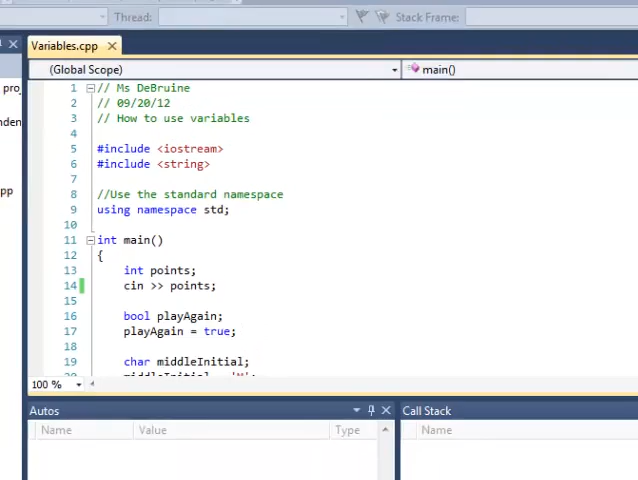 Thread:
Stack Frame:
Variables.cpp
(Global Scope)
main()
1 // Ms DeBruine
2 // 09/20/12
3 // How to use variables
4
5 #include <iostream>
6 #include <string>
7
8 //Use the standard namespace
9 using namespace std;
10
11 int main()
12 {
13 int points;
14 cin >> points;
15
16 bool playAgain;
17 playAgain = true;
18
19 char middleInitial;
100 %
Autos
Call Stack
Name
Value
Type
Name